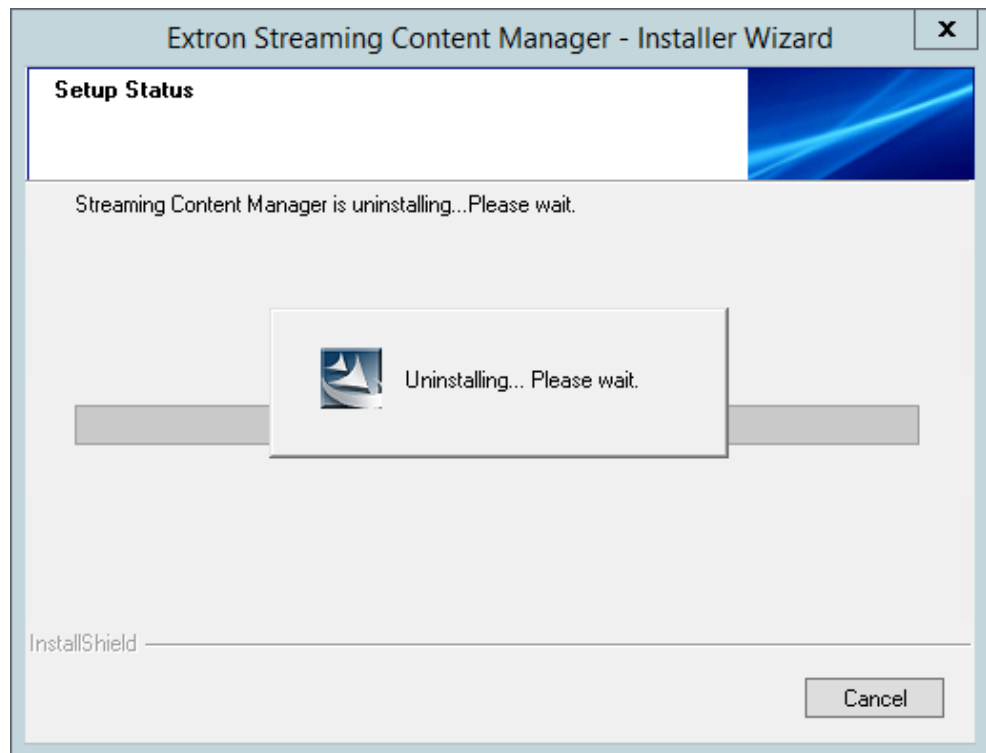 Extron Streaming Content Manager - Installer Wizard
x
Setup Status
Streaming Content Manager is uninstalling...Please wait.
Uninstalling... Please wait.
InstallShield
Cancel